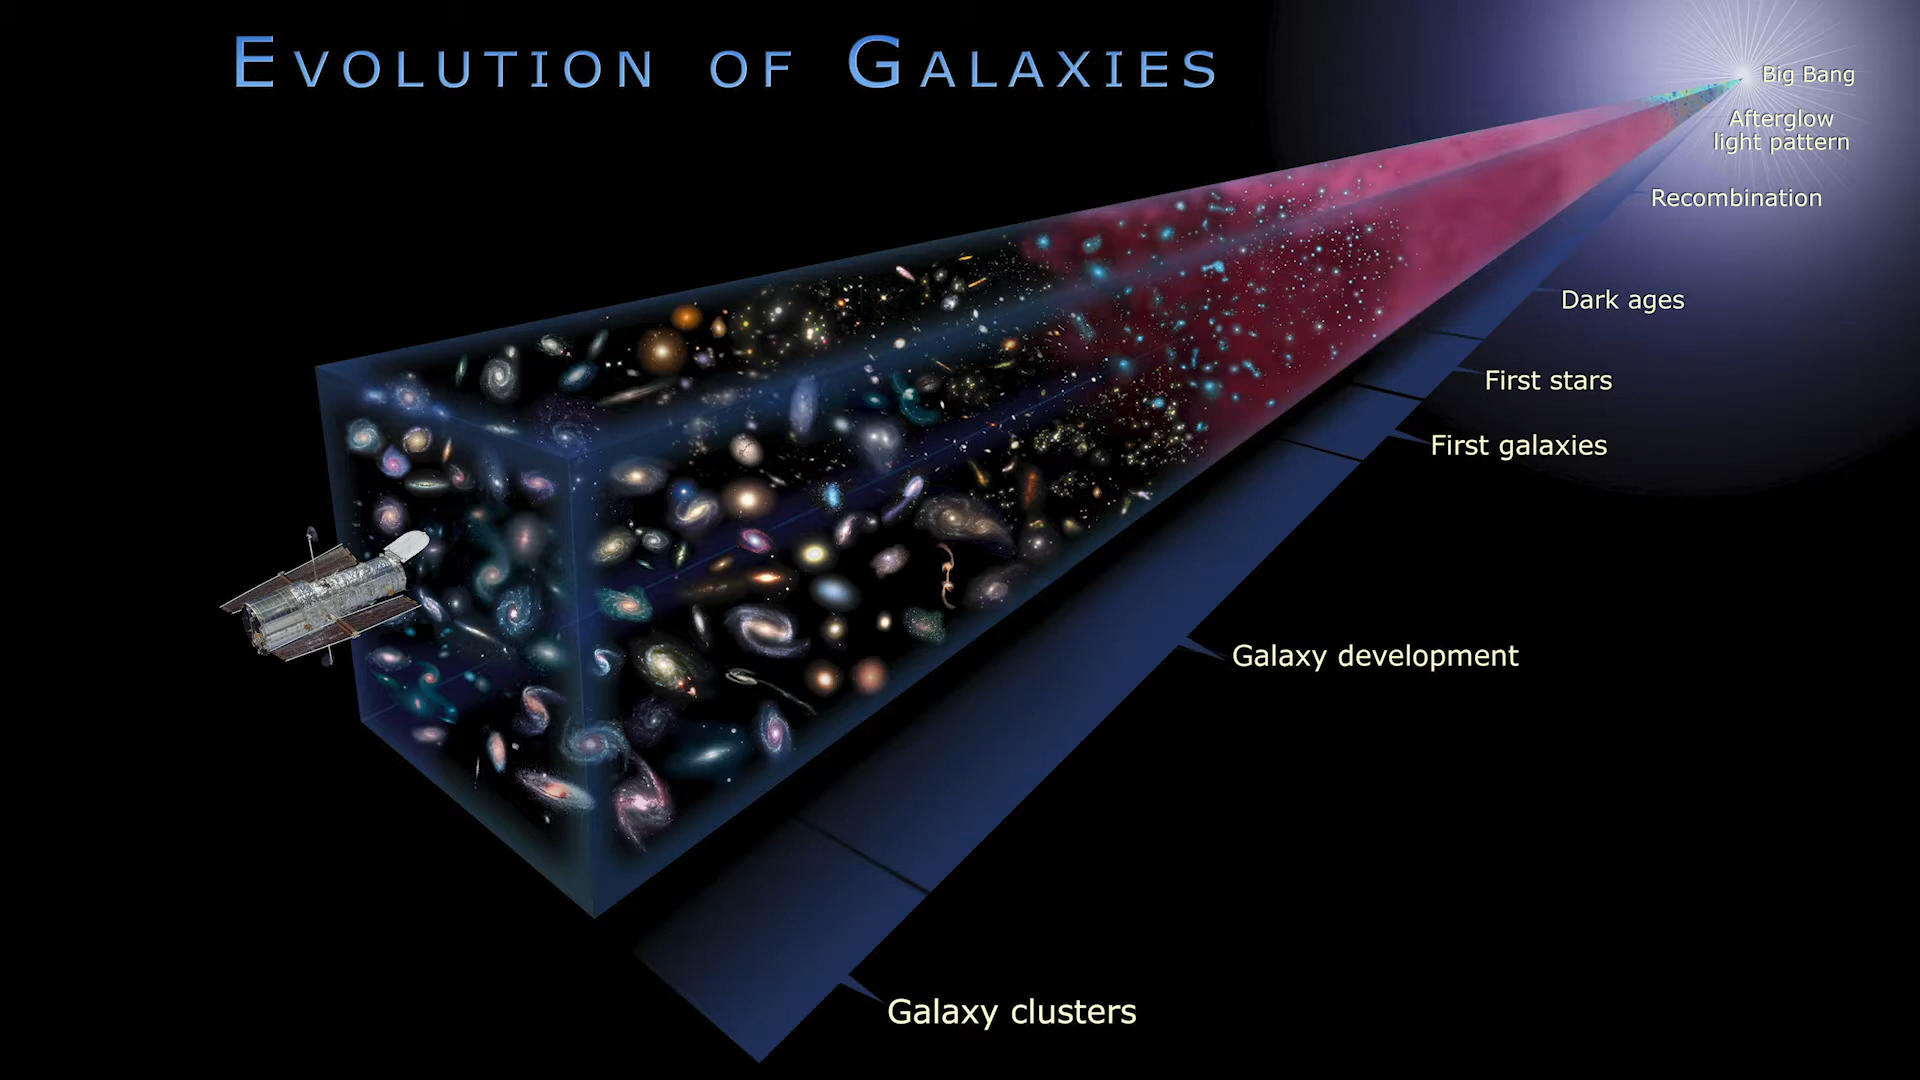 EVOLUTION OF GALAXIES
Big Bang
Afterglow
light pattern
Recombination
Dark ages
First stars
First galaxies
Galaxy development
Galaxy clusters